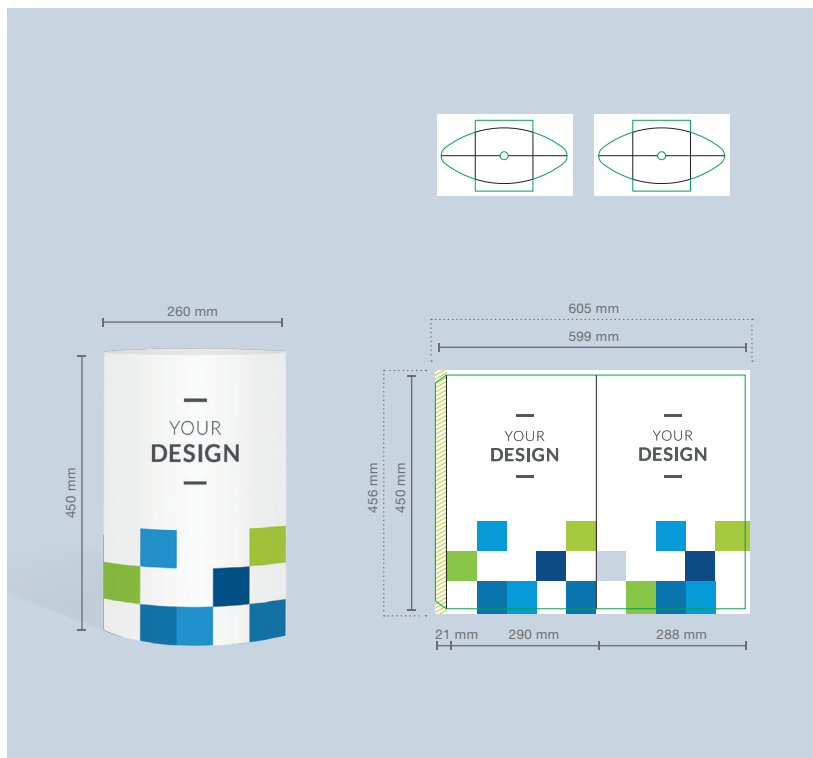 605 mm
260 mm
599 mm
YOUR
DESIGN
YOUR
DESIGN
YOUR
DESIGN
450 mm
456 mm
450 mm
21 mm
290 mm
288 mm